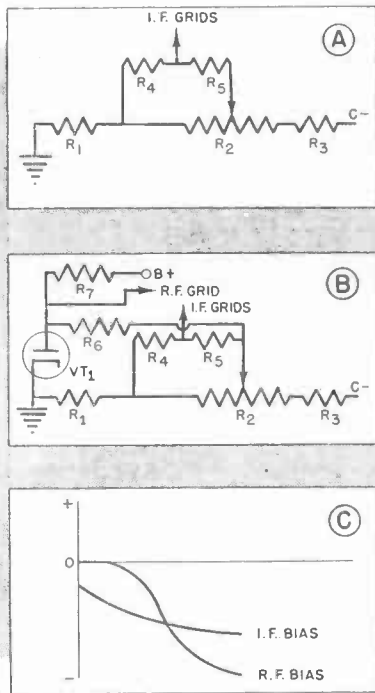 A
I.F. GRIDS
R4 R5
C-
R1 R2 R3
B
R7 B+
R.F. GRID
I.F. GRIDS
R6
R4 R5
VT1
C-
R1 R2 R3
C
+
0
I.F. BIAS
-
R.F. BIAS